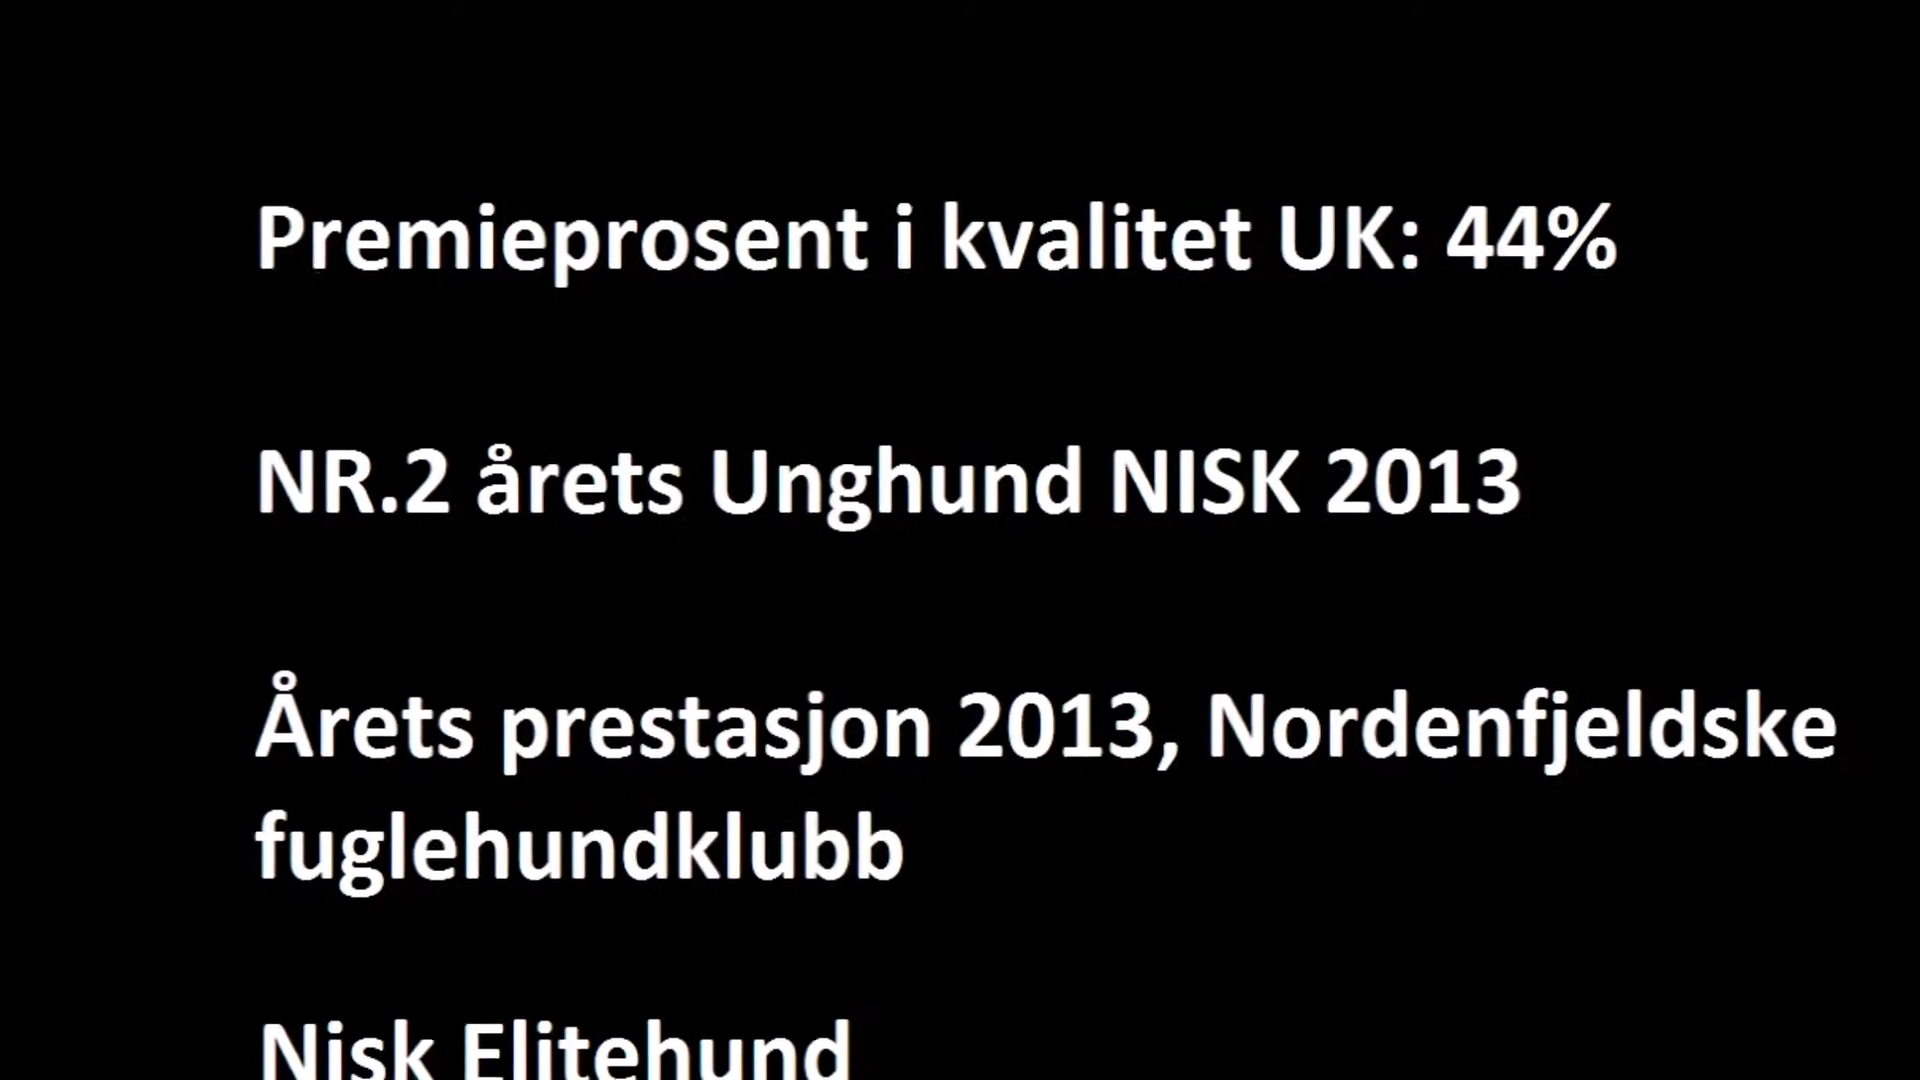 Premieprosent i kvalitet UK: 44%
NR.2 årets Unghund NISK 2013
Årets prestasjon 2013, Nordenfjeldske
fuglehundklubb
Nisk Elitehund